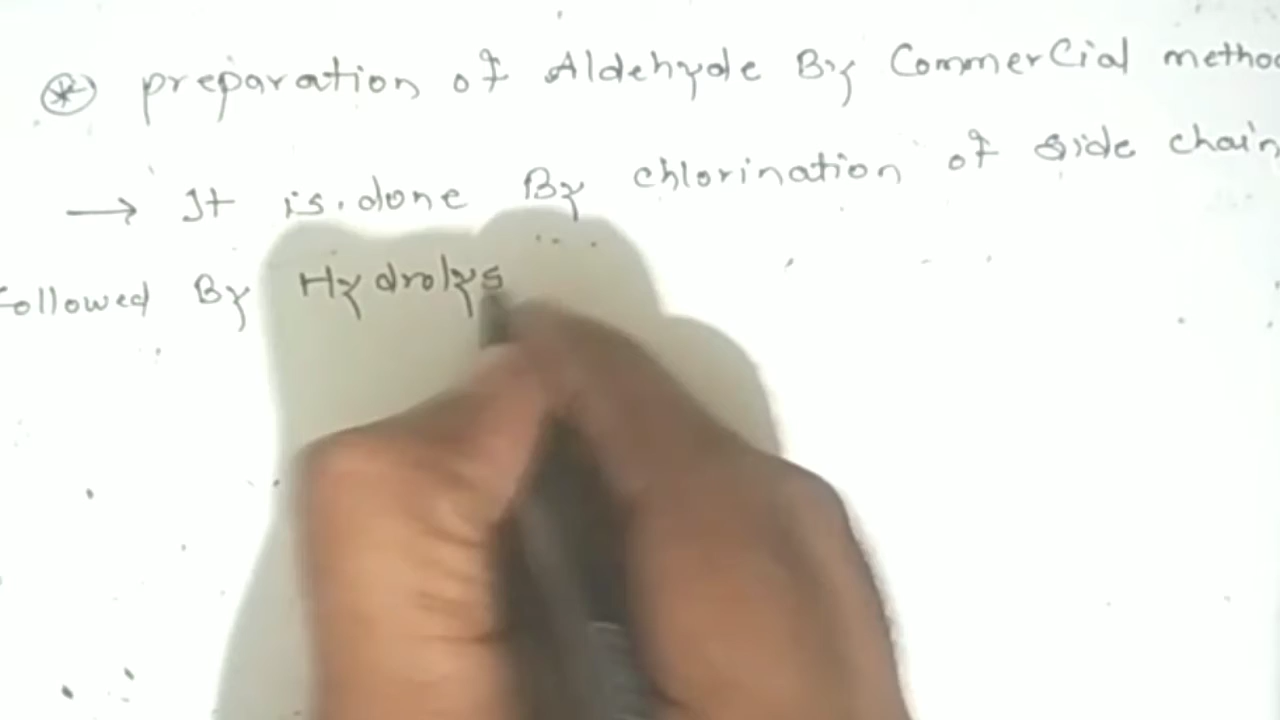 ⊛ preparation of Aldehyde By Commercial metho
→ It is.done By chlorination of side chain
Followed By Hydrolys